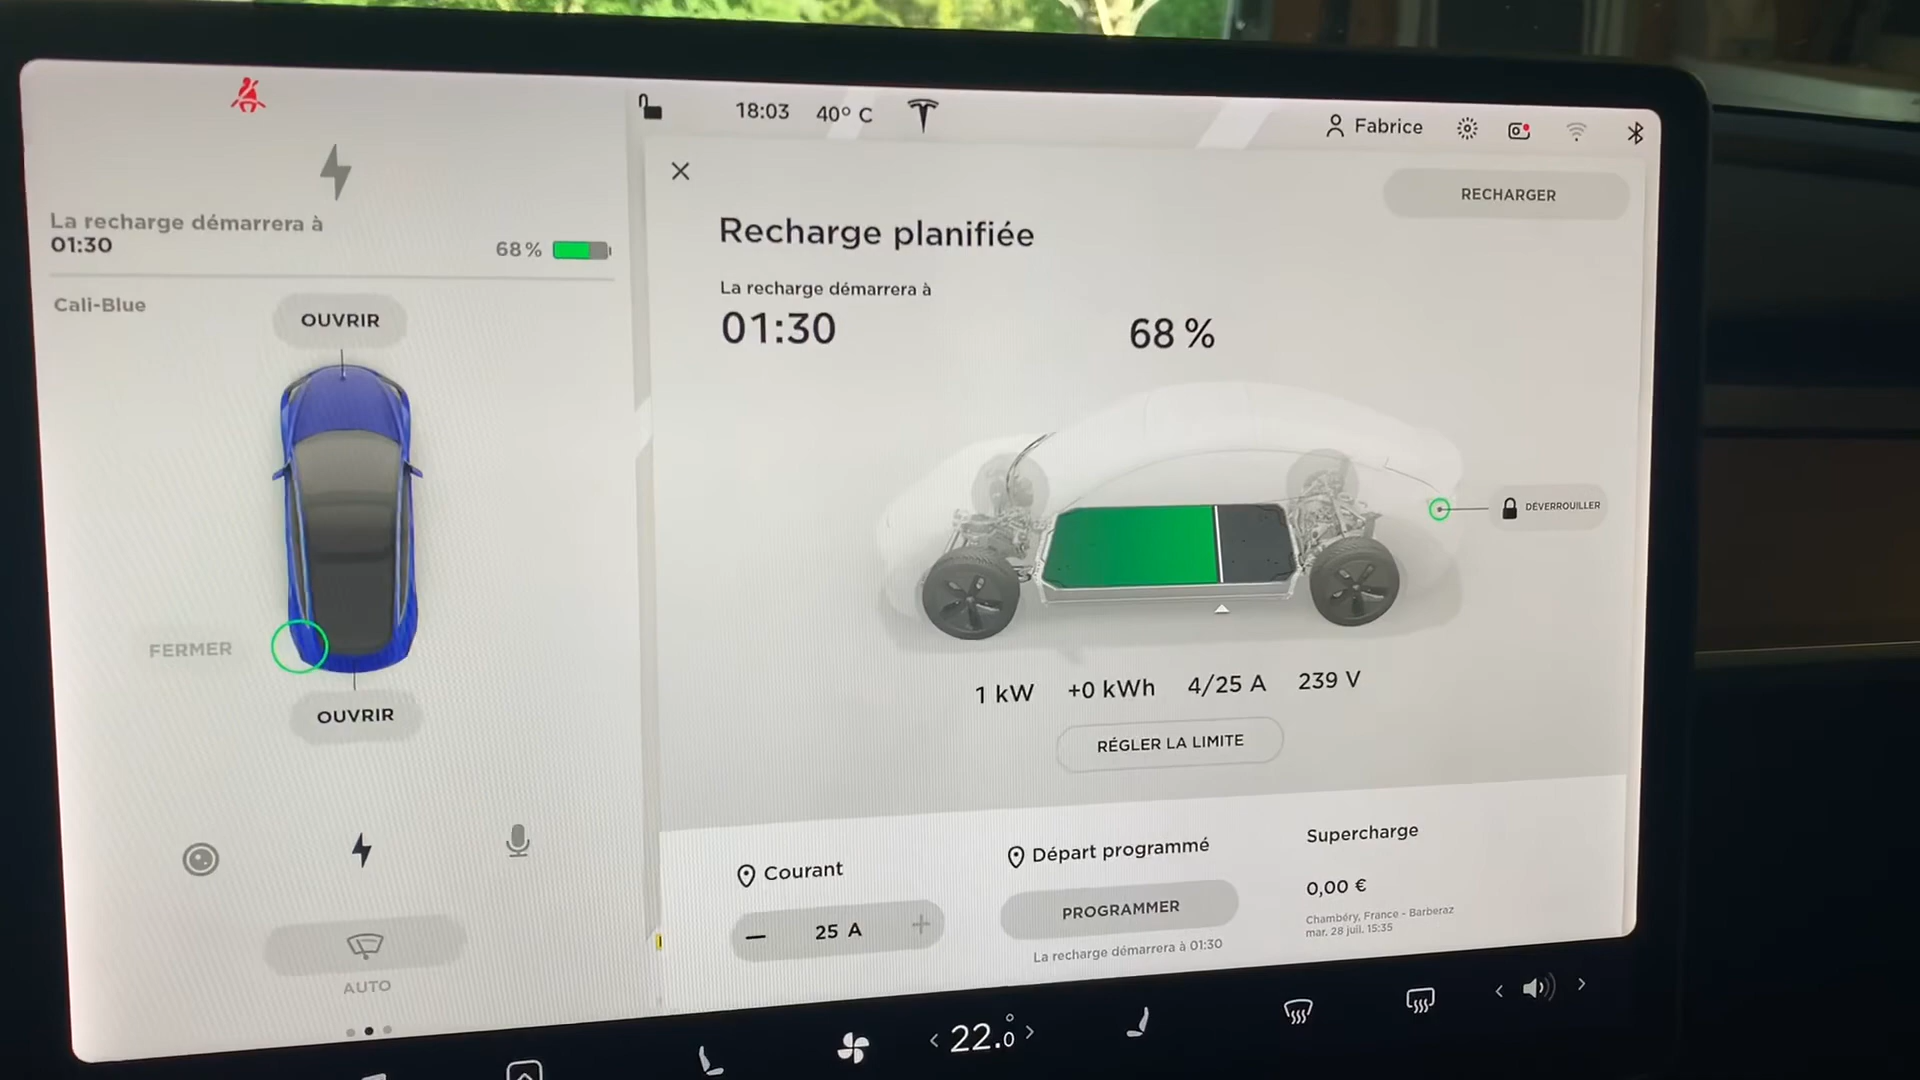 18:03 40° C
Fabrice
La recharge démarrera à
01:30
68 %
Cali-Blue
OUVRIR
FERMER
OUVRIR
AUTO
RECHARGER
Recharge planifiée
La recharge démarrera à
01:30
68 %
DÉVERROUILLER
1 kW +0 kWh 4/25 A 239 V
RÉGLER LA LIMITE
Courant
25 A
Départ programmé
PROGRAMMER
La recharge démarrera à 01:30
Supercharge
0,00 €
Chambéry, France - Barberaz
mar. 28 juil. 15:35
22.0°